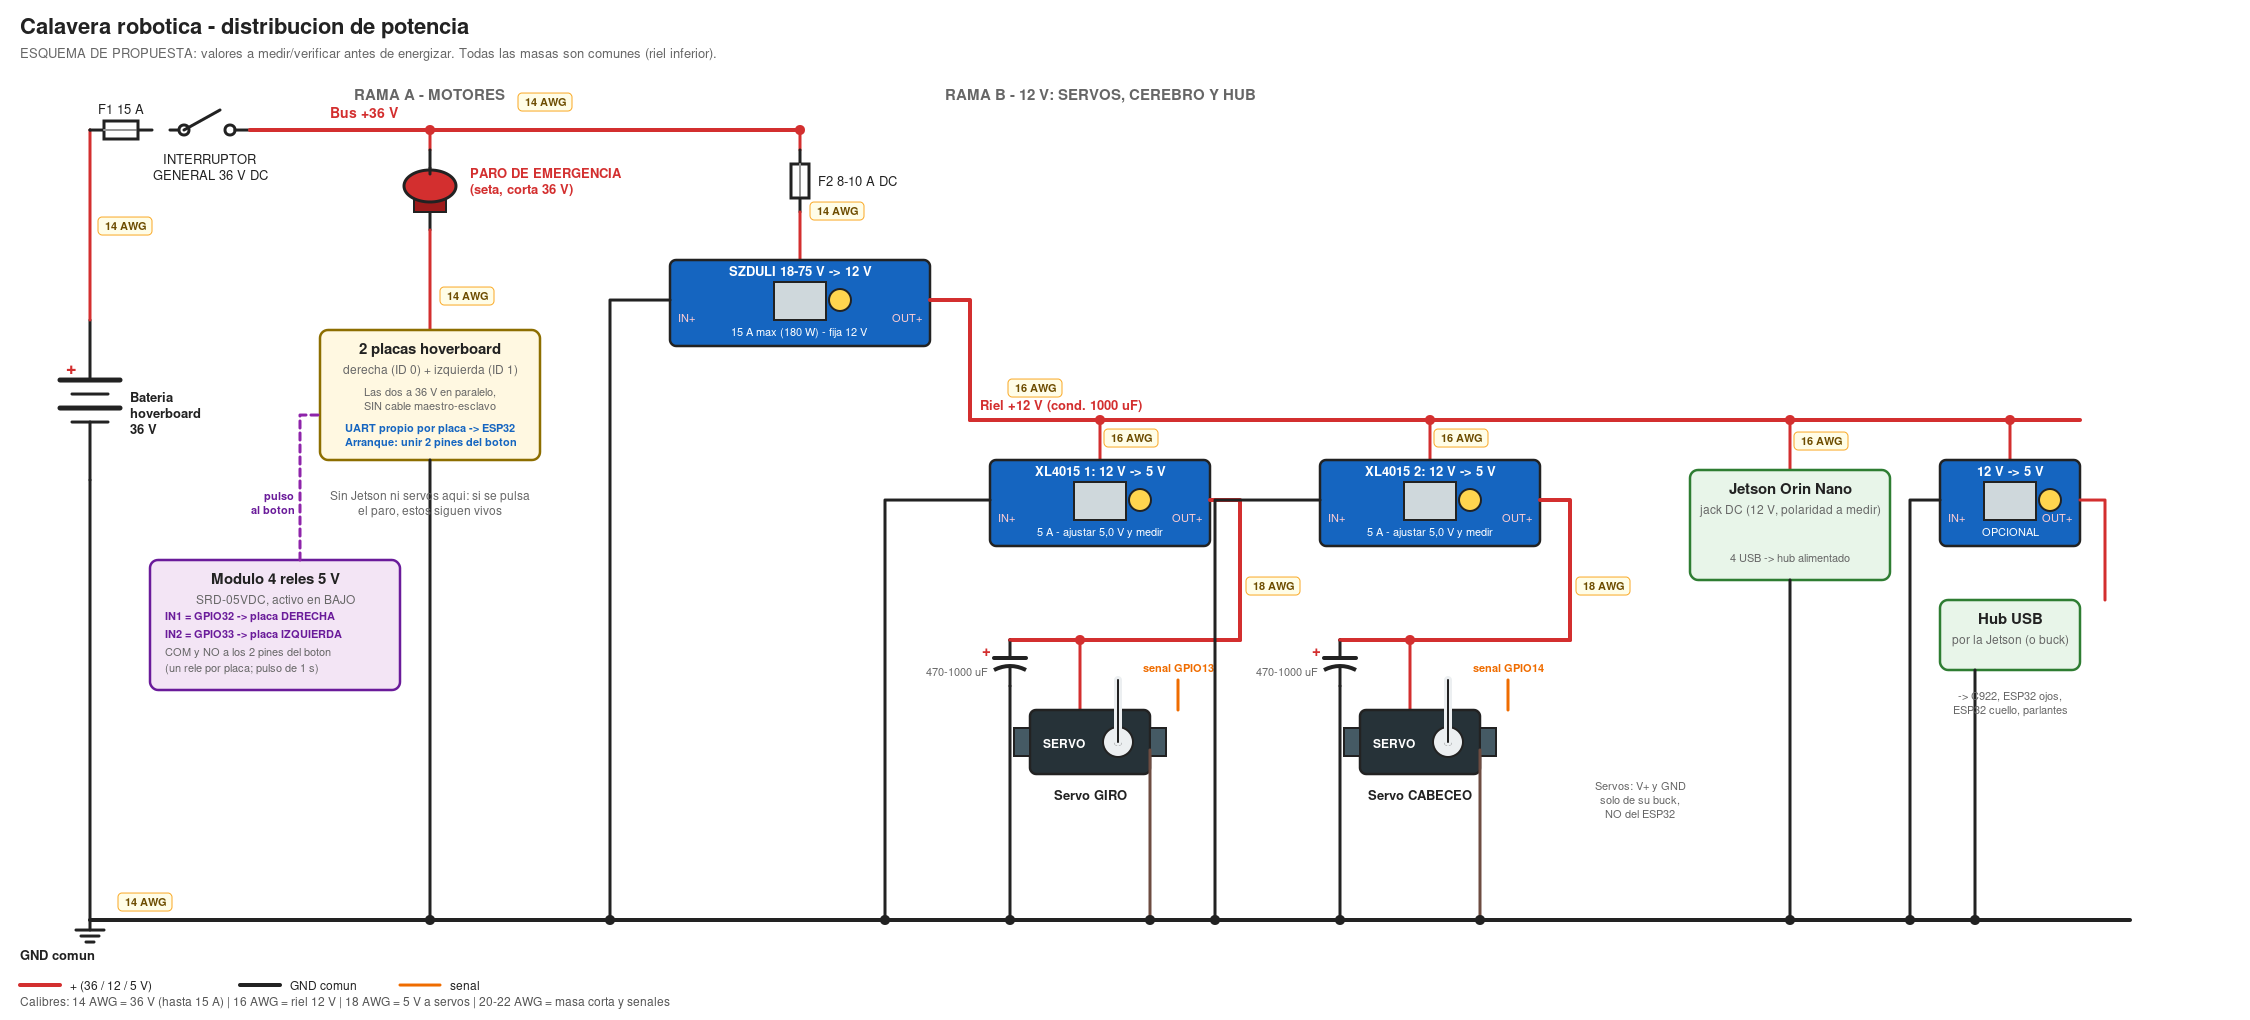 Calavera robotica - distribucion de potencia
ESQUEMA DE PROPUESTA: valores a medir/verificar antes de energizar. Todas las masas son comunes (riel inferior).
RAMA A - MOTORES
14 AWG
RAMA B - 12 V: SERVOS, CEREBRO Y HUB
F1 15 A
Bus +36 V
INTERRUPTOR
GENERAL 36 V DC
PARO DE EMERGENCIA
(seta, corta 36 V)
F2 8-10 A DC
14 AWG
14 AWG
14 AWG
SZDULI 18-75 V -> 12 V
IN+
OUT+
15 A max (180 W) - fija 12 V
+
Bateria
hoverboard
36 V
2 placas hoverboard
derecha (ID 0) + izquierda (ID 1)
Las dos a 36 V en paralelo,
SIN cable maestro-esclavo
UART propio por placa -> ESP32
Arranque: unir 2 pines del boton
16 AWG
Riel +12 V (cond. 1000 uF)
16 AWG
16 AWG
16 AWG
XL4015 1: 12 V -> 5 V
IN+
OUT+
5 A - ajustar 5,0 V y medir
XL4015 2: 12 V -> 5 V
IN+
OUT+
5 A - ajustar 5,0 V y medir
Jetson Orin Nano
jack DC (12 V, polaridad a medir)
4 USB -> hub alimentado
12 V -> 5 V
IN+
OUT+
OPCIONAL
pulso
al boton
Sin Jetson ni servos aqui: si se pulsa
el paro, estos siguen vivos
Modulo 4 reles 5 V
SRD-05VDC, activo en BAJO
IN1 = GPIO32 -> placa DERECHA
IN2 = GPIO33 -> placa IZQUIERDA
COM y NO a los 2 pines del boton
(un rele por placa; pulso de 1 s)
18 AWG
18 AWG
Hub USB
por la Jetson (o buck)
-> C922, ESP32 ojos,
ESP32 cuello, parlantes
+
470-1000 uF
senal GPIO13
+
470-1000 uF
senal GPIO14
SERVO
Servo GIRO
SERVO
Servo CABECEO
Servos: V+ y GND
solo de su buck,
NO del ESP32
14 AWG
GND comun
+ (36 / 12 / 5 V)
GND comun
senal
Calibres: 14 AWG = 36 V (hasta 15 A) | 16 AWG = riel 12 V | 18 AWG = 5 V a servos | 20-22 AWG = masa corta y senales